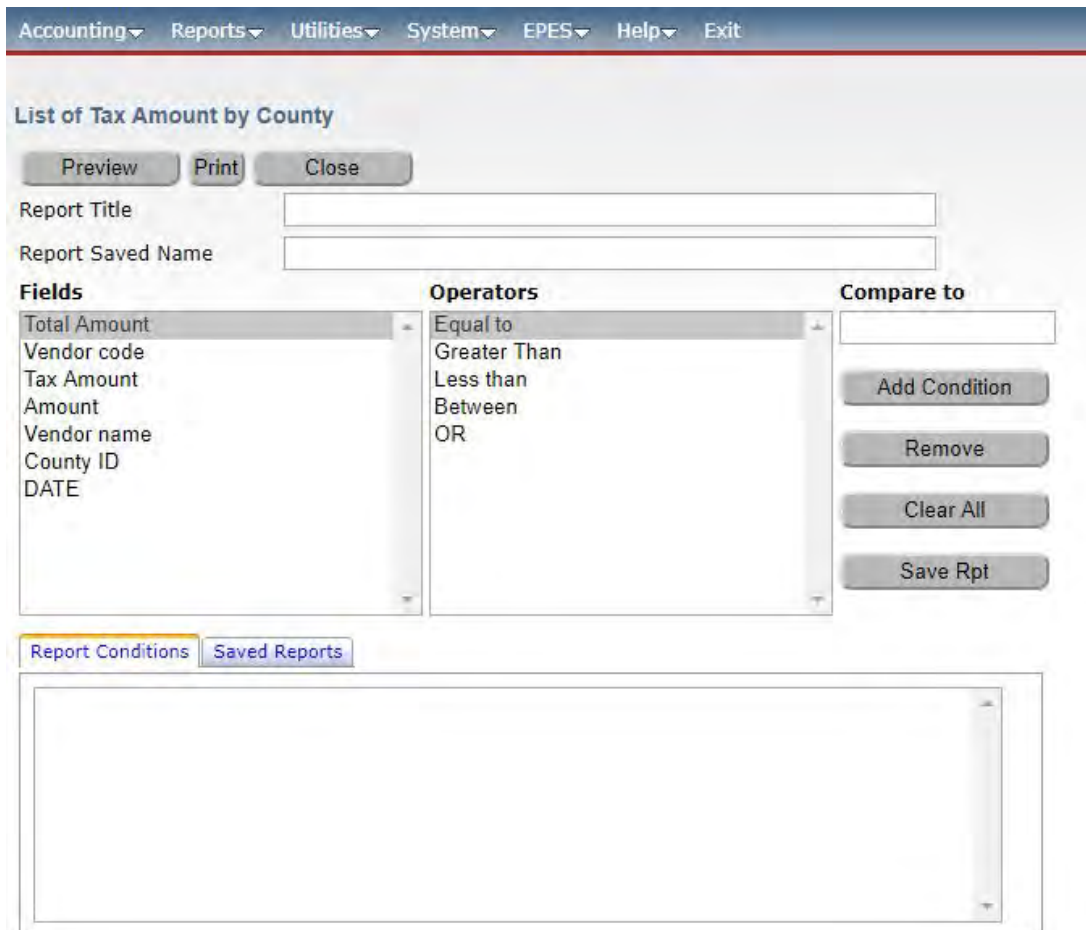 Accounting Reports Utilities System EPES Help Exit
List of Tax Amount by County
Preview Print Close
Report Title
Report Saved Name
Fields Operators Compare to
Total Amount Equal to
Vendor code Greater Than
Tax Amount Less than
Amount Between
Vendor name OR
County ID
DATE
Add Condition
Remove
Clear All
Save Rpt
Report Conditions Saved Reports